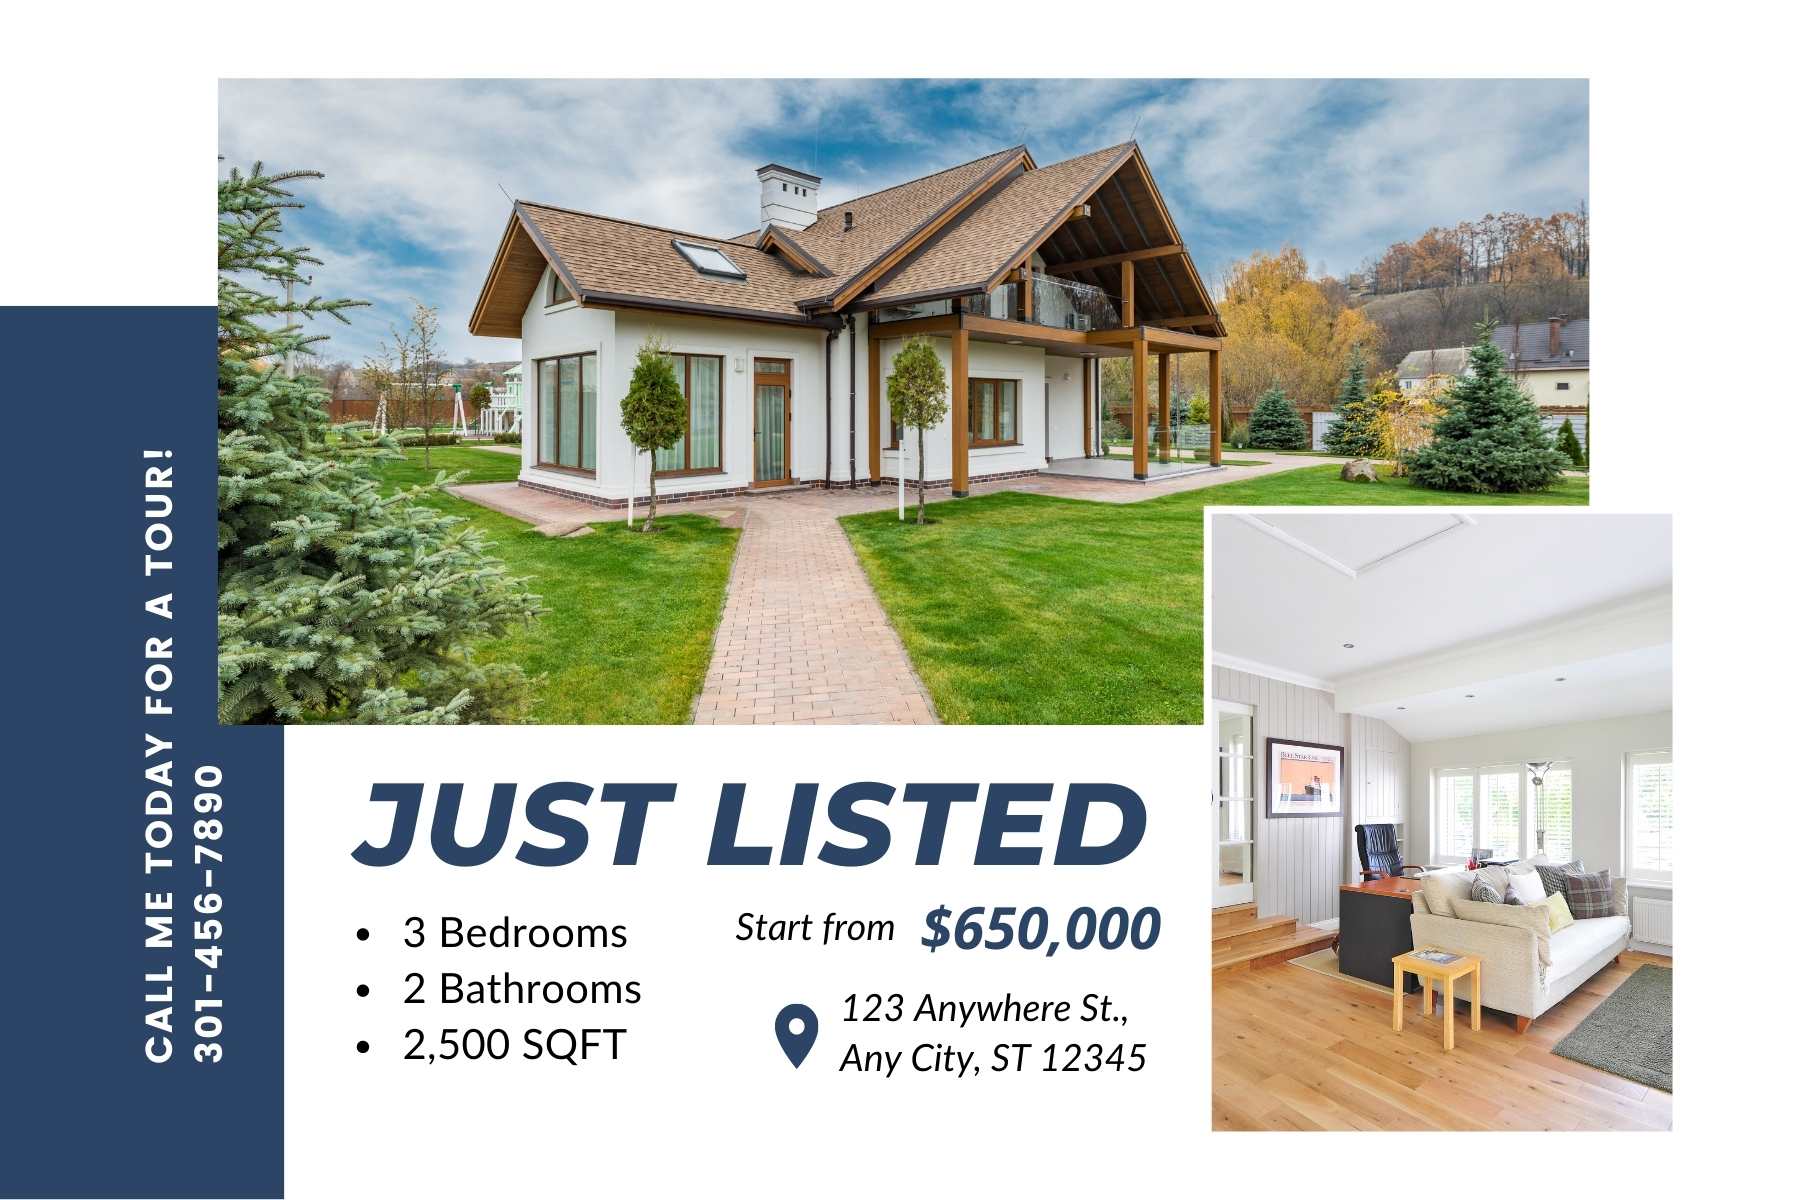 CALL ME TODAY FOR A TOUR!
301-456-7890
JUST LISTED
• 3 Bedrooms
• 2 Bathrooms
• 2,500 SQFT
Start from $650,000
123 Anywhere St.,
Any City, ST 12345